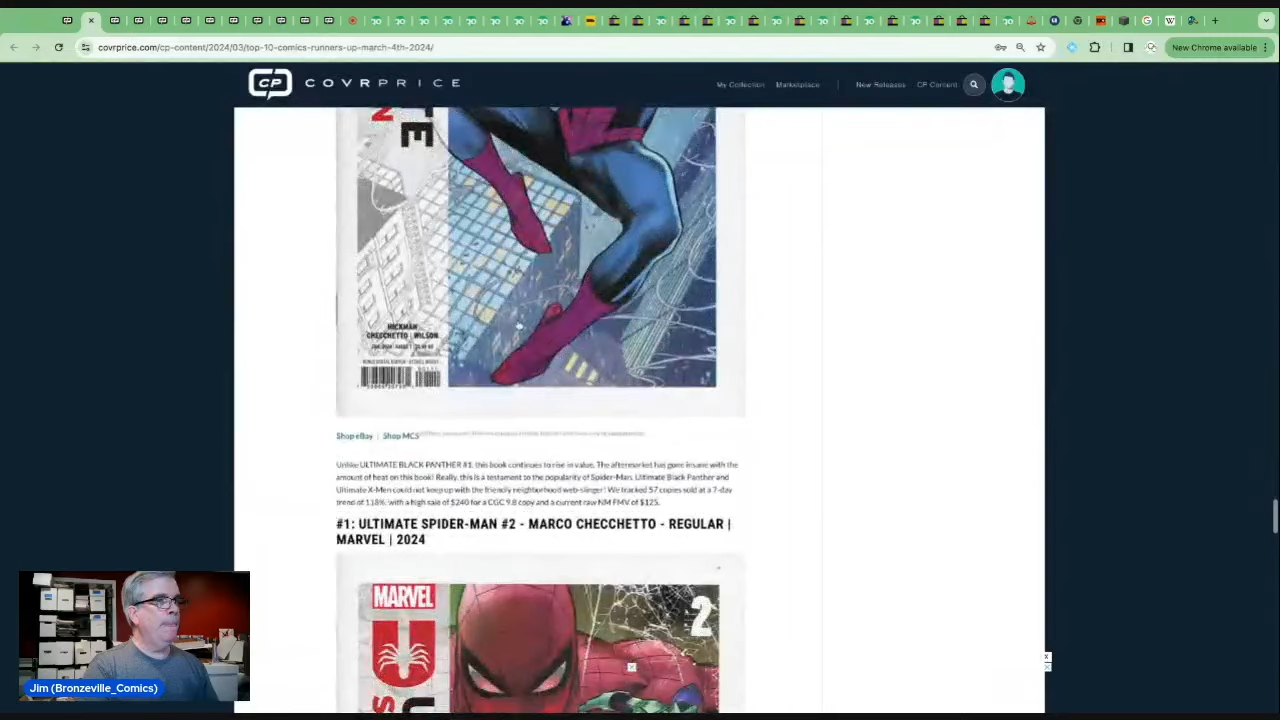 covrprice.com/cp-content/2024/03/top-10-comics-runners-up-march-4th-2024/
New Chrome available
CP COVRPRICE
My Collection Marketplace | New Releases CP Content
TE
N
HICKMAN
CHECCHETTO | WILSON
Shop eBay | Shop MCS
Unlike ULTIMATE BLACK PANTHER #1, this book continues to rise in value. The aftermarket has gone insane with the
amount of heat on this book! Really, this is a testament to the popularity of Spider-Man. Ultimate Black Panther and
Ultimate X-Men could not keep up with the friendly neighborhood web-slinger! We tracked 57 copies sold at a 7-day
trend of 118%, with a high sale of $240 for a CGC 9.8 copy and a current raw NM FMV of $125.
#1: ULTIMATE SPIDER-MAN #2 - MARCO CHECCHETTO - REGULAR |
MARVEL | 2024
MARVEL
2
U
U
S
Jim (Bronzeville_Comics)